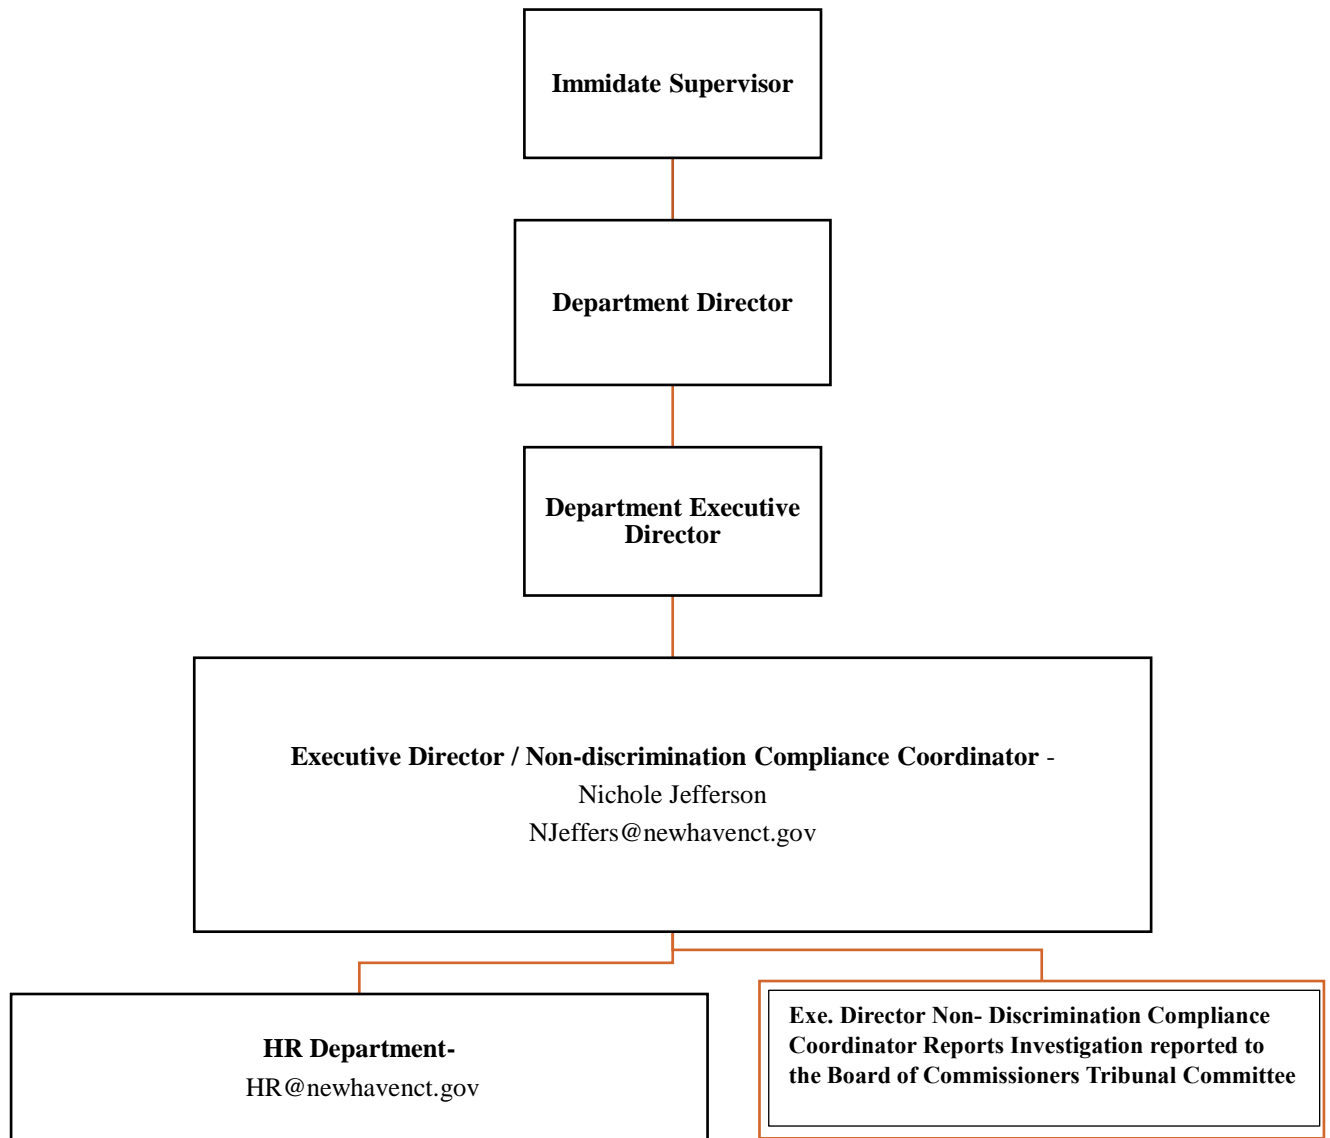 Immidate Supervisor
Department Director
Department Executive
Director
Executive Director / Non-discrimination Compliance Coordinator -
Nichole Jefferson
NJeffers@newhavenct.gov
HR Department-
HR@newhavenct.gov
Exe. Director Non- Discrimination Compliance
Coordinator Reports Investigation reported to
the Board of Commissioners Tribunal Committee